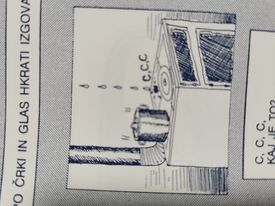 PO ČRKI IN GLAS HKRATI IZGOVA
C, C, C
C, C, C,
KAJ JE TO?